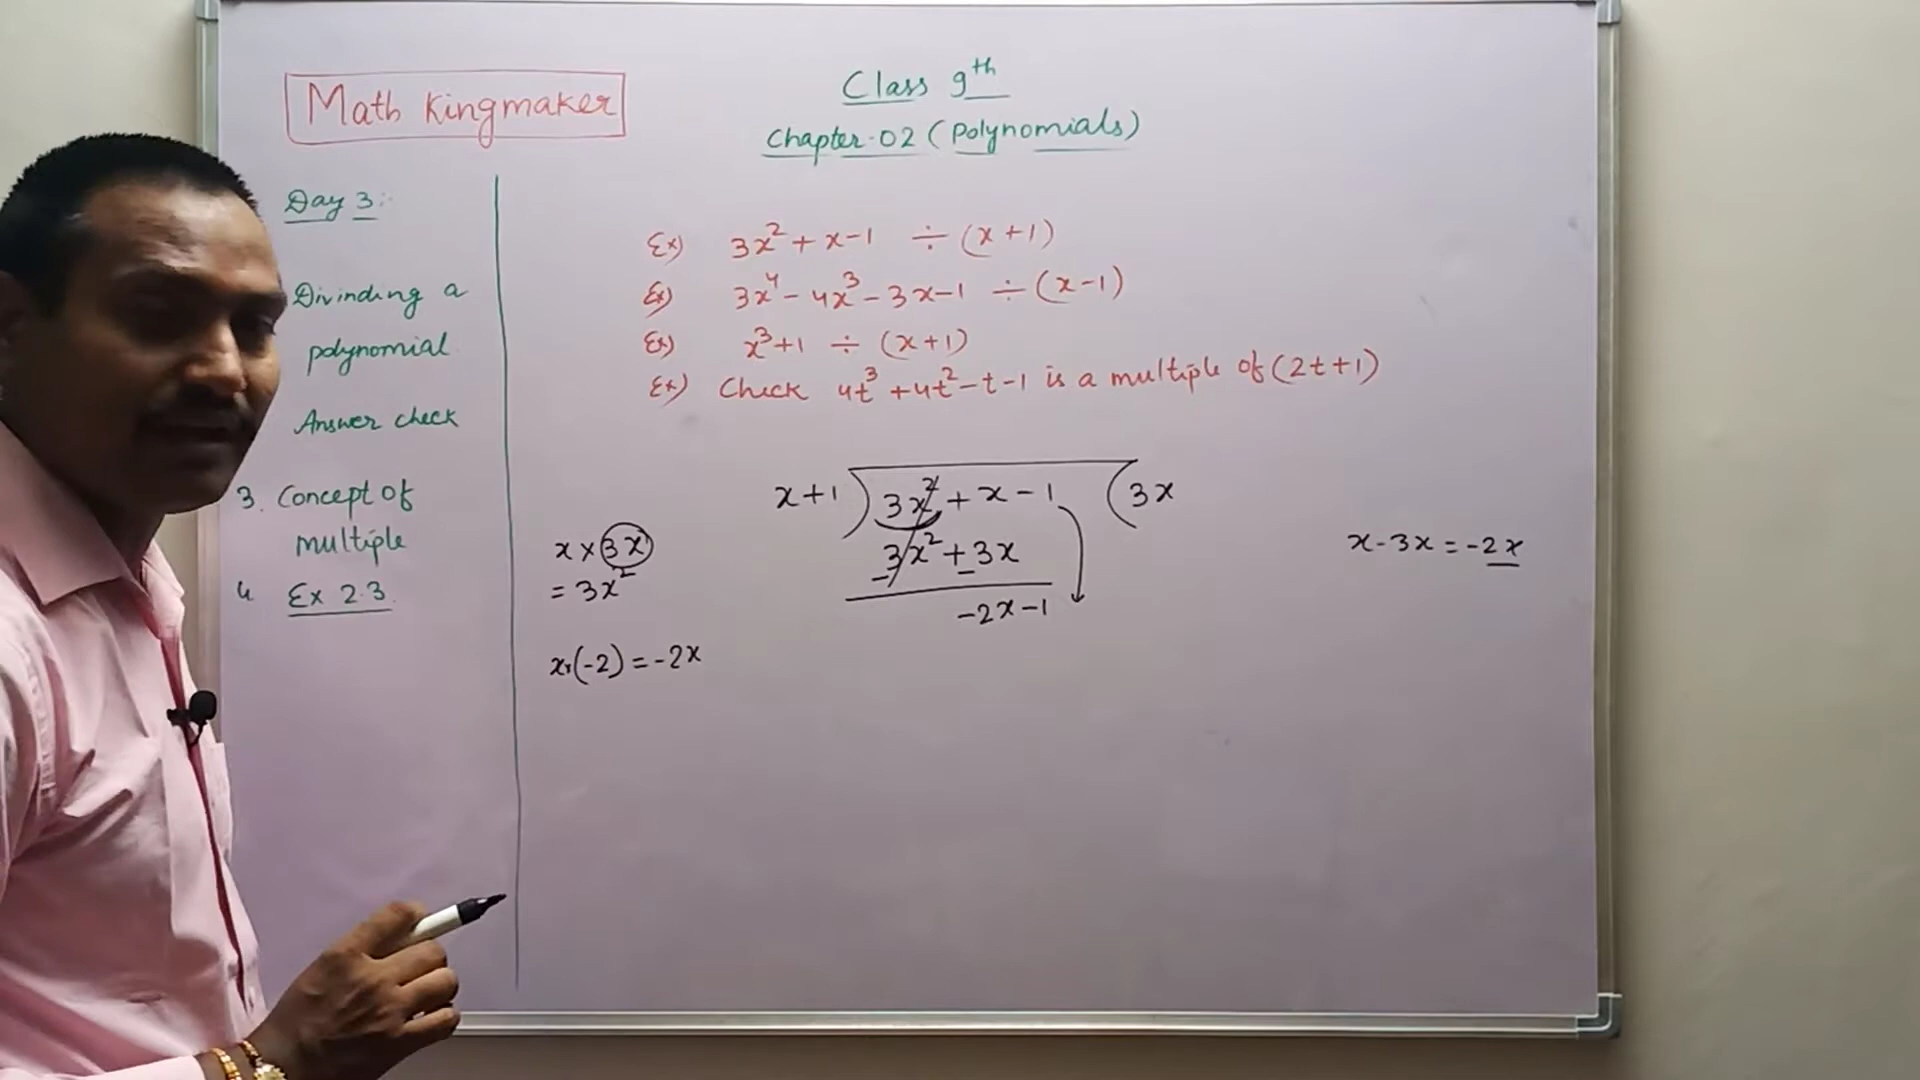 Math Kingmaker
Class 9th
Chapter-02 (Polynomials)
Day 3:
Divinding a
polynomial
Answer check
3. Concept of
multiple
4 Ex 2.3.
Ex) 3x² + x - 1 ÷ (x + 1)
Ex) 3x⁴ - 4x³ - 3x - 1 ÷ (x - 1)
Ex) x³ + 1 ÷ (x + 1)
Ex) Check 4t³ + 4t² - t - 1 is a multiple of (2t + 1)
x + 1 ) 3x² + x - 1 ( 3x
3x² + 3x
- -
-2x - 1
x × 3x
= 3x²
x × (-2) = -2x
x - 3x = -2x